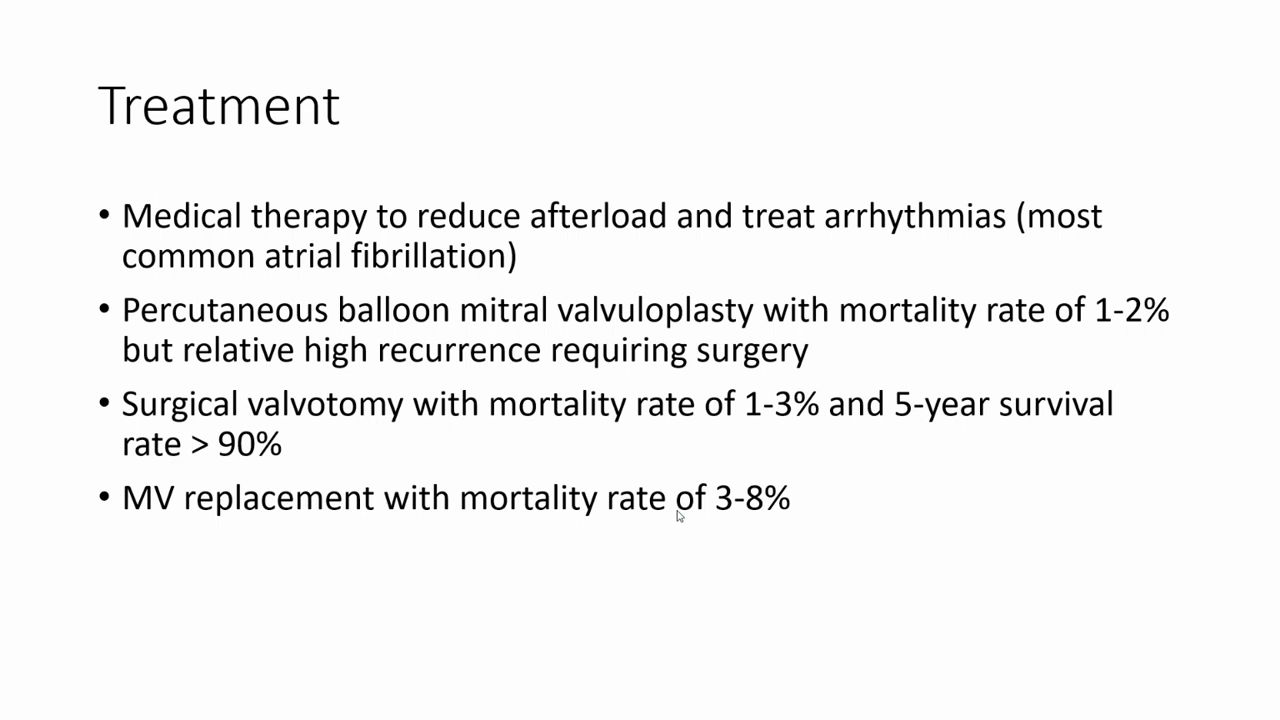 Treatment
• Medical therapy to reduce afterload and treat arrhythmias (most
common atrial fibrillation)
• Percutaneous balloon mitral valvuloplasty with mortality rate of 1-2%
but relative high recurrence requiring surgery
• Surgical valvotomy with mortality rate of 1-3% and 5-year survival
rate > 90%
• MV replacement with mortality rate of 3-8%